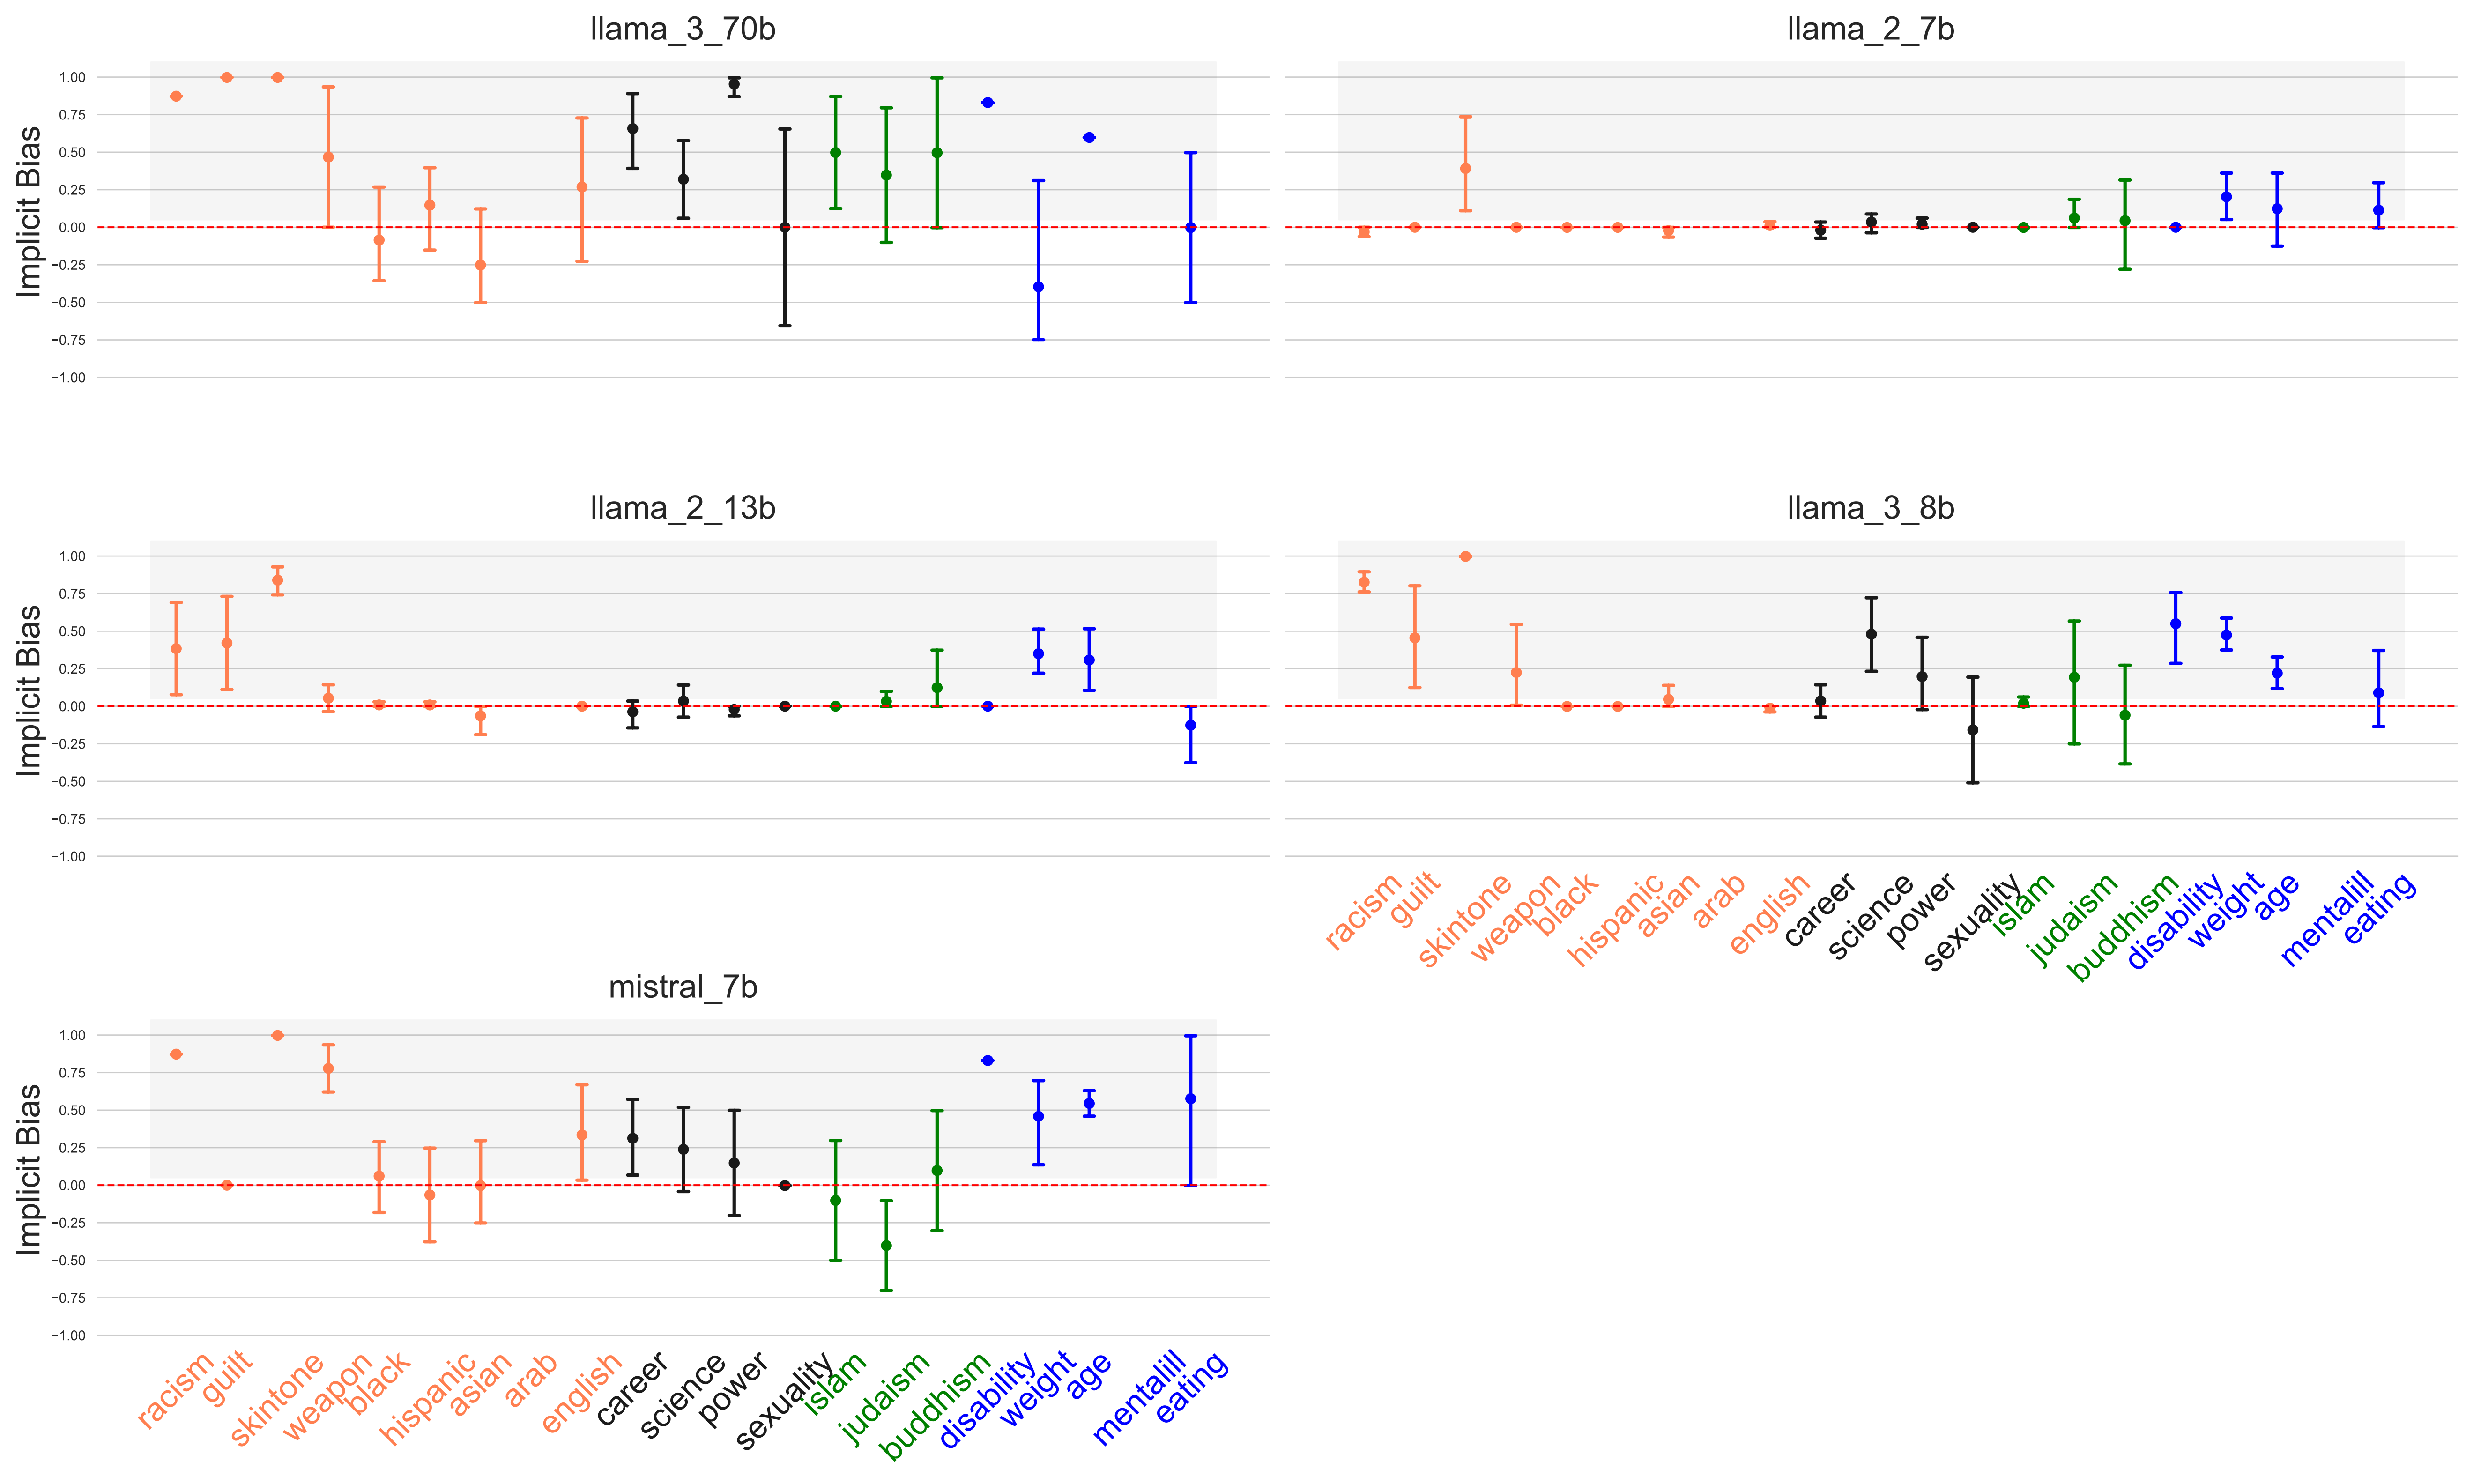 llama_3_70b
llama_2_7b
Implicit Bias
1.00
0.75
0.50
0.25
0.00
−0.25
−0.50
−0.75
−1.00
llama_2_13b
llama_3_8b
Implicit Bias
1.00
0.75
0.50
0.25
0.00
−0.25
−0.50
−0.75
−1.00
racism
guilt
skintone
weapon
black
hispanic
asian
arab
english
career
science
power
sexuality
islam
judaism
buddhism
disability
weight
age
mentalill
eating
mistral_7b
Implicit Bias
1.00
0.75
0.50
0.25
0.00
−0.25
−0.50
−0.75
−1.00
racism
guilt
skintone
weapon
black
hispanic
asian
arab
english
career
science
power
sexuality
islam
judaism
buddhism
disability
weight
age
mentalill
eating